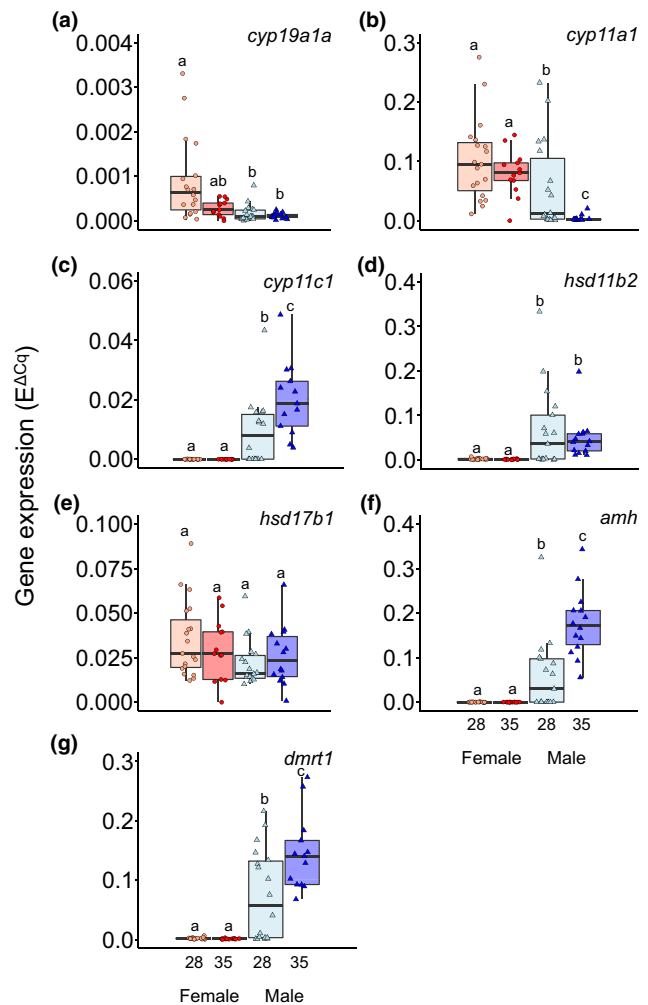 (a)
cyp19a1a
0.004
0.003
0.002
0.001
0.000
a
ab
b
b
(b)
cyp11a1
0.3
0.2
0.1
0.0
a
a
b
c
(c)
cyp11c1
0.06
0.04
0.02
0.00
a
a
b
c
(d)
hsd11b2
0.4
0.3
0.2
0.1
0.0
a
a
b
b
Gene expression (E^ΔCq)
(e)
hsd17b1
0.100
0.075
0.050
0.025
0.000
a
a
a
a
(f)
amh
0.4
0.3
0.2
0.1
0.0
a
a
b
c
28 35 28 35
Female Male
(g)
dmrt1
0.3
0.2
0.1
0.0
a
a
b
c
28 35 28 35
Female Male